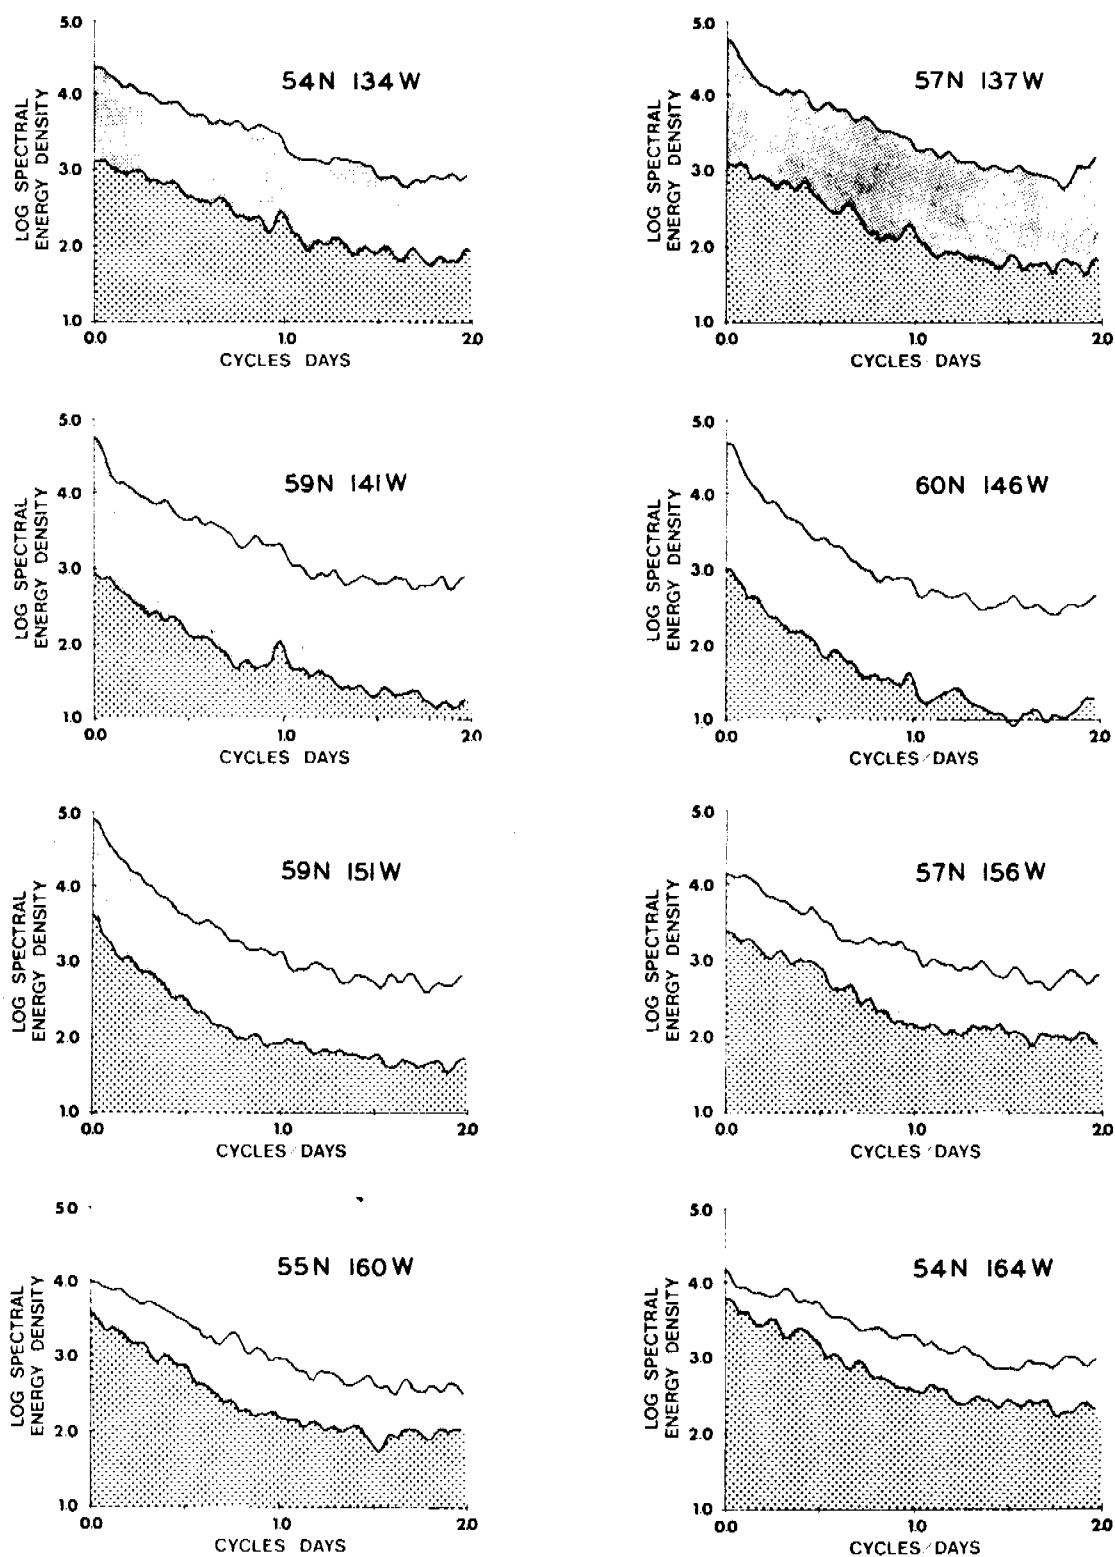 5.0
4.0
3.0
2.0
1.0
LOG SPECTRAL
ENERGY DENSITY
54N 134W
0.0 1.0 2.0
CYCLES DAYS
5.0
4.0
3.0
2.0
1.0
LOG SPECTRAL
ENERGY DENSITY
57N 137W
0.0 1.0 2.0
CYCLES DAYS
5.0
4.0
3.0
2.0
1.0
LOG SPECTRAL
ENERGY DENSITY
59N 141W
0.0 1.0 2.0
CYCLES DAYS
5.0
4.0
3.0
2.0
1.0
LOG SPECTRAL
ENERGY DENSITY
60N 146W
0.0 1.0 2.0
CYCLES/DAYS
5.0
4.0
3.0
2.0
1.0
LOG SPECTRAL
ENERGY DENSITY
59N 151W
0.0 1.0 2.0
CYCLES/DAYS
5.0
4.0
3.0
2.0
1.0
LOG SPECTRAL
ENERGY DENSITY
57N 156W
0.0 1.0 2.0
CYCLES/DAYS
5.0
4.0
3.0
2.0
1.0
LOG SPECTRAL
ENERGY DENSITY
55N 160W
0.0 1.0 2.0
CYCLES DAYS
5.0
4.0
3.0
2.0
1.0
LOG SPECTRAL
ENERGY DENSITY
54N 164W
0.0 1.0 2.0
CYCLES/DAYS